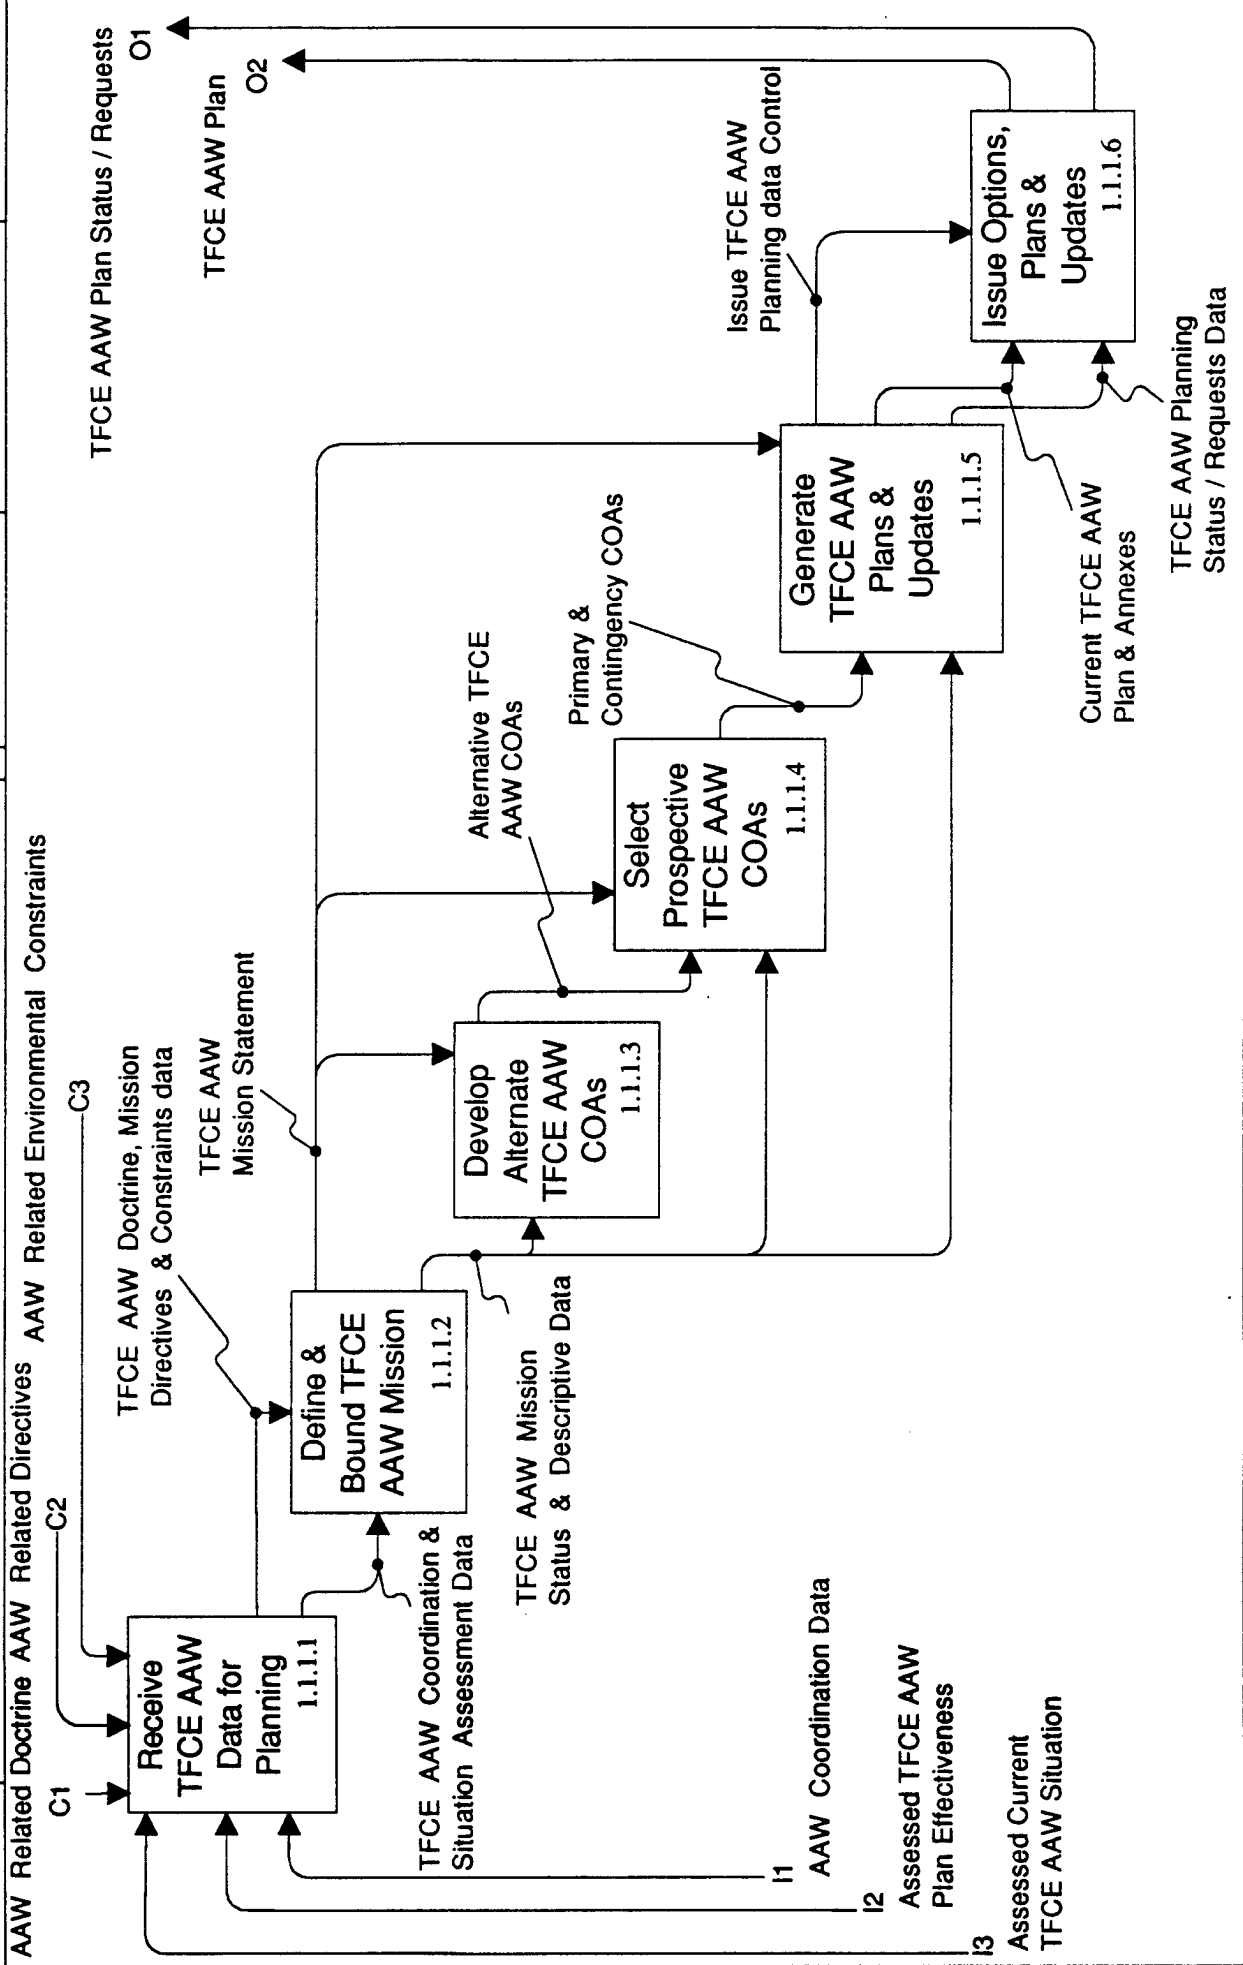 AAW Related Doctrine
AAW Related Directives
AAW Related Environmental Constraints
C1
C2
C3
TFCE AAW Plan Status / Requests
O1
TFCE AAW Plan
O2
Receive
TFCE AAW
Data for
Planning
1.1.1.1
TFCE AAW Doctrine, Mission
Directives & Constraints data
Define &
Bound TFCE
AAW Mission
1.1.1.2
TFCE AAW
Mission Statement
TFCE AAW Coordination &
Situation Assessment Data
TFCE AAW Mission
Status & Descriptive Data
Develop
Alternate
TFCE AAW
COAs
1.1.1.3
Alternative TFCE
AAW COAs
Select
Prospective
TFCE AAW
COAs
1.1.1.4
Primary &
Contingency COAs
Generate
TFCE AAW
Plans &
Updates
1.1.1.5
Issue TFCE AAW
Planning data Control
Issue Options,
Plans &
Updates
1.1.1.6
Current TFCE AAW
Plan & Annexes
TFCE AAW Planning
Status / Requests Data
I1
AAW Coordination Data
I2
Assessed TFCE AAW
Plan Effectiveness
I3
Assessed Current
TFCE AAW Situation